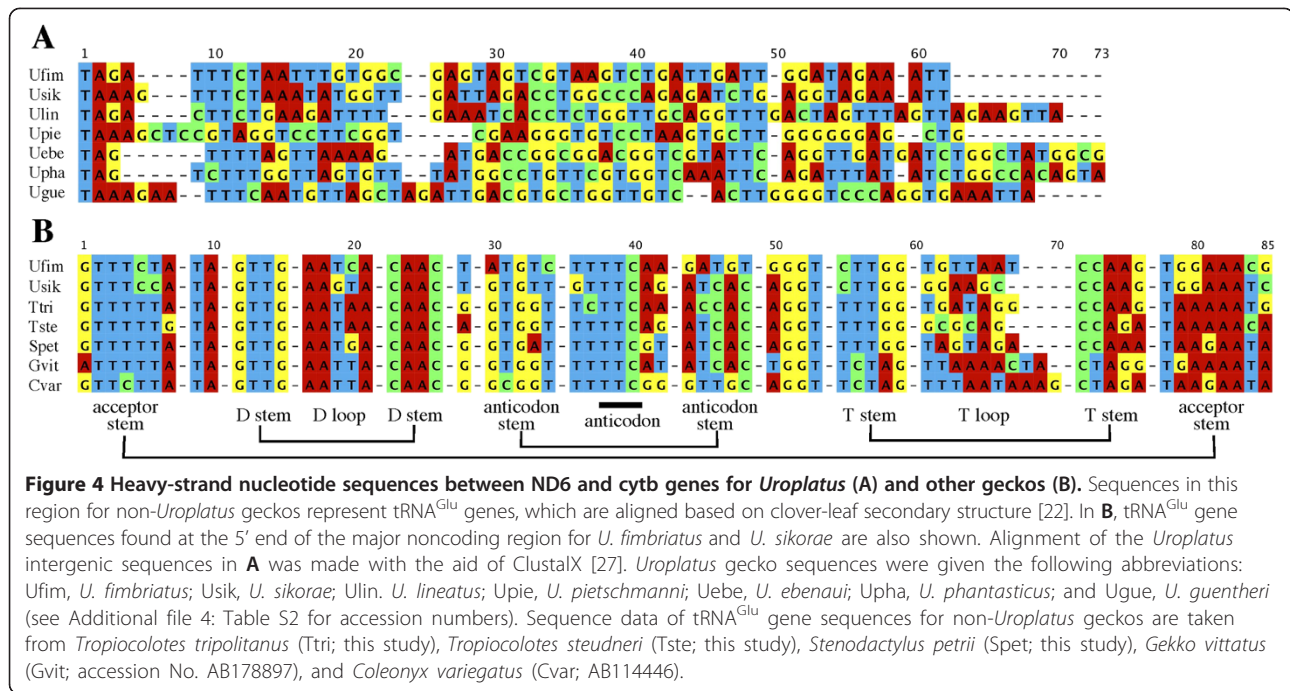 A
1 10 20 30 40 50 60 70 73
Ufim TAGA----TTTCTAATTTGTGGC--GAGTAGTCGTAAGTCTGATTGATT-GGATAGAA-ATT-----------
Usik TAAAG---TTTCTAAATATGGTT--GATTAGACCTGGCCCAGAGATCTG-AGGTAGAA-ATT-----------
Ulin TAGA----CTTCTGAAGATTTT---GAAATCACCTCTGGTTGCAGGTTTGACTAGTTTAGTTAGAAGTTA---
Upie TAAAGCTCCGTAGGTCCTTCGGT-----CGAAGGGTGTCCTAAGTGCTT-GGGGGGAG--CTG----------
Uebe TAG------TTTTAGTTAAAAG---ATGACCGGCGGACGGTCGTATTC-AGGTTGATGATCTGGCTATGGCG
Upha TAG------TCTTTGGTTAGTGTT--TATGGCCTGTTCGTGGTCAAATTC-AGATTTAT-ATCTGGCCACAGTA
Ugue TAAAGAA--TTTCAATGTTAGCTAGATTGACGTGCTGGTTGTC--ACTTGGGGTCCCAGGTGAAATTA-----
B
1 10 20 30 40 50 60 70 80 85
Ufim GTTTCTA-TA-GTTG-AATCA-CAAC-T-ATGTC-TTTTCAA-GATGT-GGGT-CTTGG-TGTTAAT----CCAAG-TGGAAACG
Usik GTTTCCA-TA-GTTG-AAGTA-CAAC-T-GTGTT-GTTTCAG-ATCAC-AGGT-CTTGG-GGAAGC-----CCAAG-TGGAAATC
Ttri GTTTTTA-TA-GTTG-AATAA-CAAC-G-GTGGT-TCTTCAA-CCACC-AGGT-TTTGG-TGATAGG----CCAAG-TAAAAATG
Tste GTTTTTG-TA-GTTG-AATAA-CAAC-A-GTGGT-TTTTCAG-ATCAC-AGGT-TTTGG-GCGCAG-----CCAGA-TAAAAACA
Spet GTTTTTA-TA-GTTG-AATGA-CAAC-G-GTGAT-TTTTCGT-ATCAC-AGGT-TTTGG-TAGTAGA----CCAAA-TAAGAATA
Gvit ATTTTTA-TA-GTTG-AATTA-CAAC-G-GTGGT-TTTTCAT-ATCAC-TGGT-TCTAG-TTAAAACTA--CTAGG-TGAAAATA
Cvar GTTCTTA-TA-GTTG-AATTA-CAAC-G-GCGGT-TTTTCGG-GTTGC-AGGT-TCTAG-TTTAATAAAG-CTAGA-TAAGAATA
acceptor stem D stem D loop D stem anticodon stem anticodon anticodon stem T stem T loop T stem acceptor stem
Figure 4 Heavy-strand nucleotide sequences between ND6 and cytb genes for Uroplatus (A) and other geckos (B). Sequences in this
region for non-Uroplatus geckos represent tRNAGlu genes, which are aligned based on clover-leaf secondary structure [22]. In B, tRNAGlu gene
sequences found at the 5′ end of the major noncoding region for U. fimbriatus and U. sikorae are also shown. Alignment of the Uroplatus
intergenic sequences in A was made with the aid of ClustalX [27]. Uroplatus gecko sequences were given the following abbreviations:
Ufim, U. fimbriatus; Usik, U. sikorae; Ulin. U. lineatus; Upie, U. pietschmanni; Uebe, U. ebenaui; Upha, U. phantasticus; and Ugue, U. guentheri
(see Additional file 4: Table S2 for accession numbers). Sequence data of tRNAGlu gene sequences for non-Uroplatus geckos are taken
from Tropiocolotes tripolitanus (Ttri; this study), Tropiocolotes steudneri (Tste; this study), Stenodactylus petrii (Spet; this study), Gekko vittatus
(Gvit; accession No. AB178897), and Coleonyx variegatus (Cvar; AB114446).